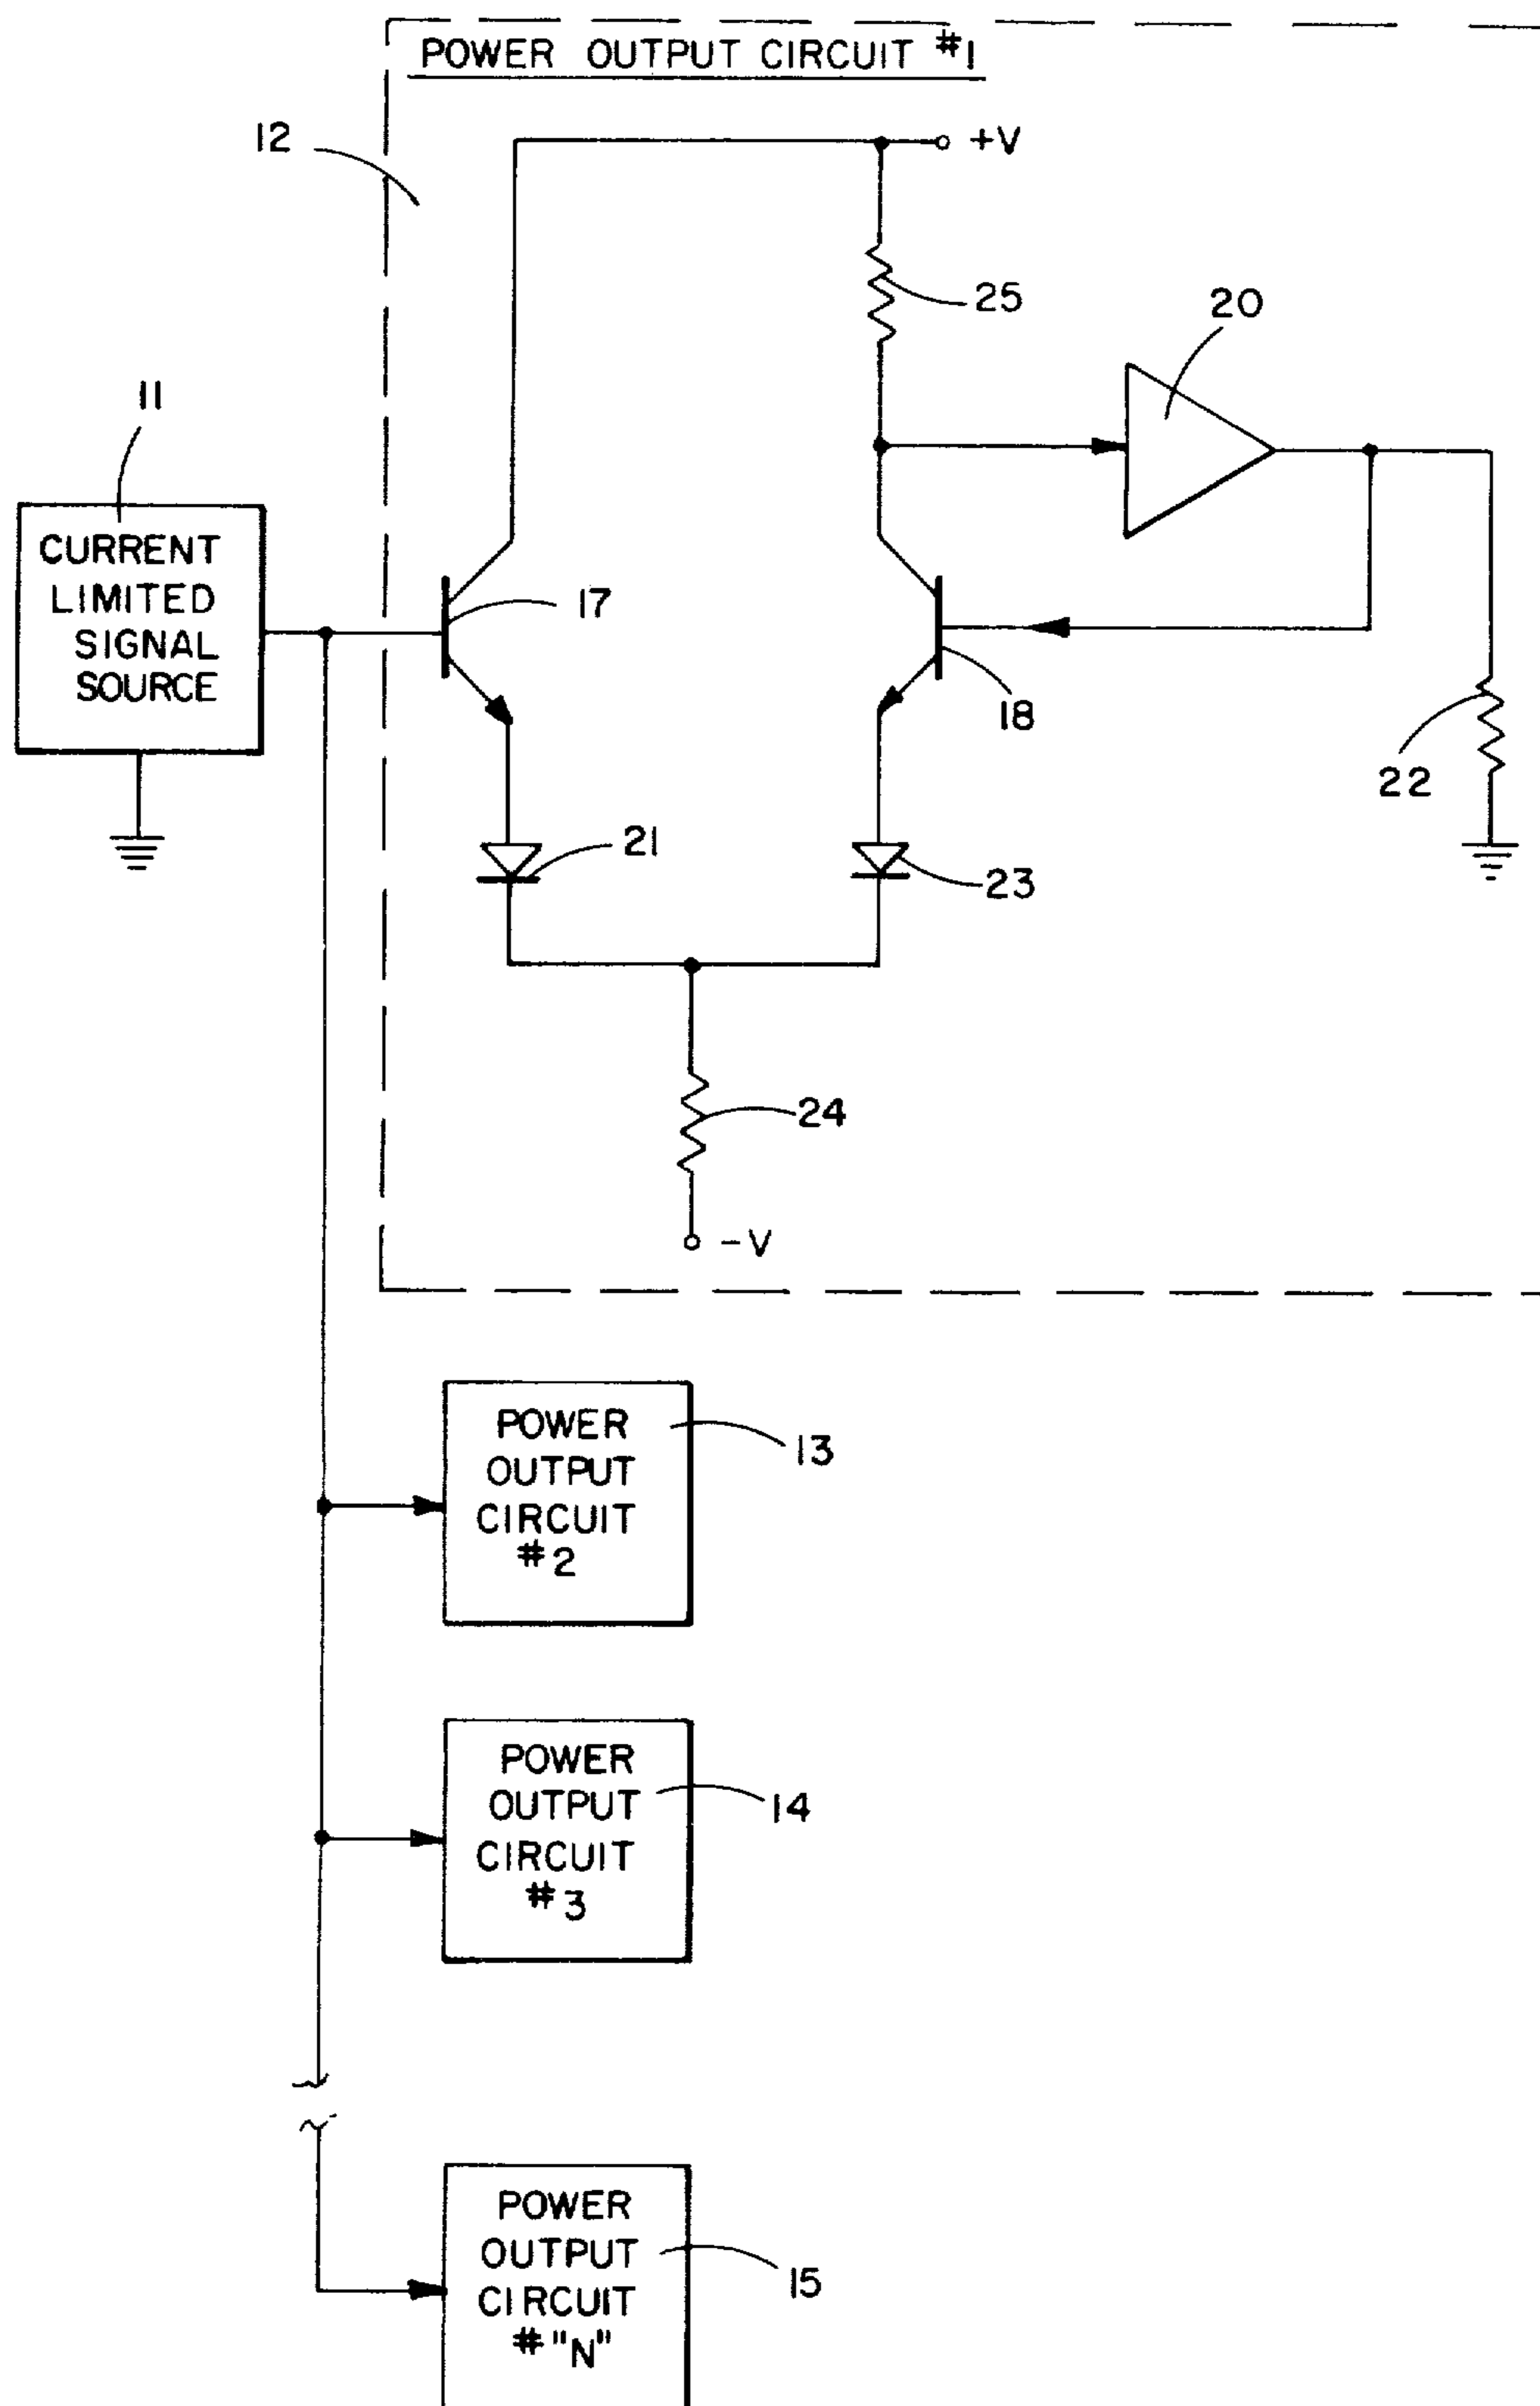 POWER OUTPUT CIRCUIT #1
12
+V
25
20
11
CURRENT
LIMITED
SIGNAL
SOURCE
17
18
22
21
23
24
-V
POWER
OUTPUT
CIRCUIT
#2
13
POWER
OUTPUT
CIRCUIT
#3
14
POWER
OUTPUT
CIRCUIT
#"N"
15